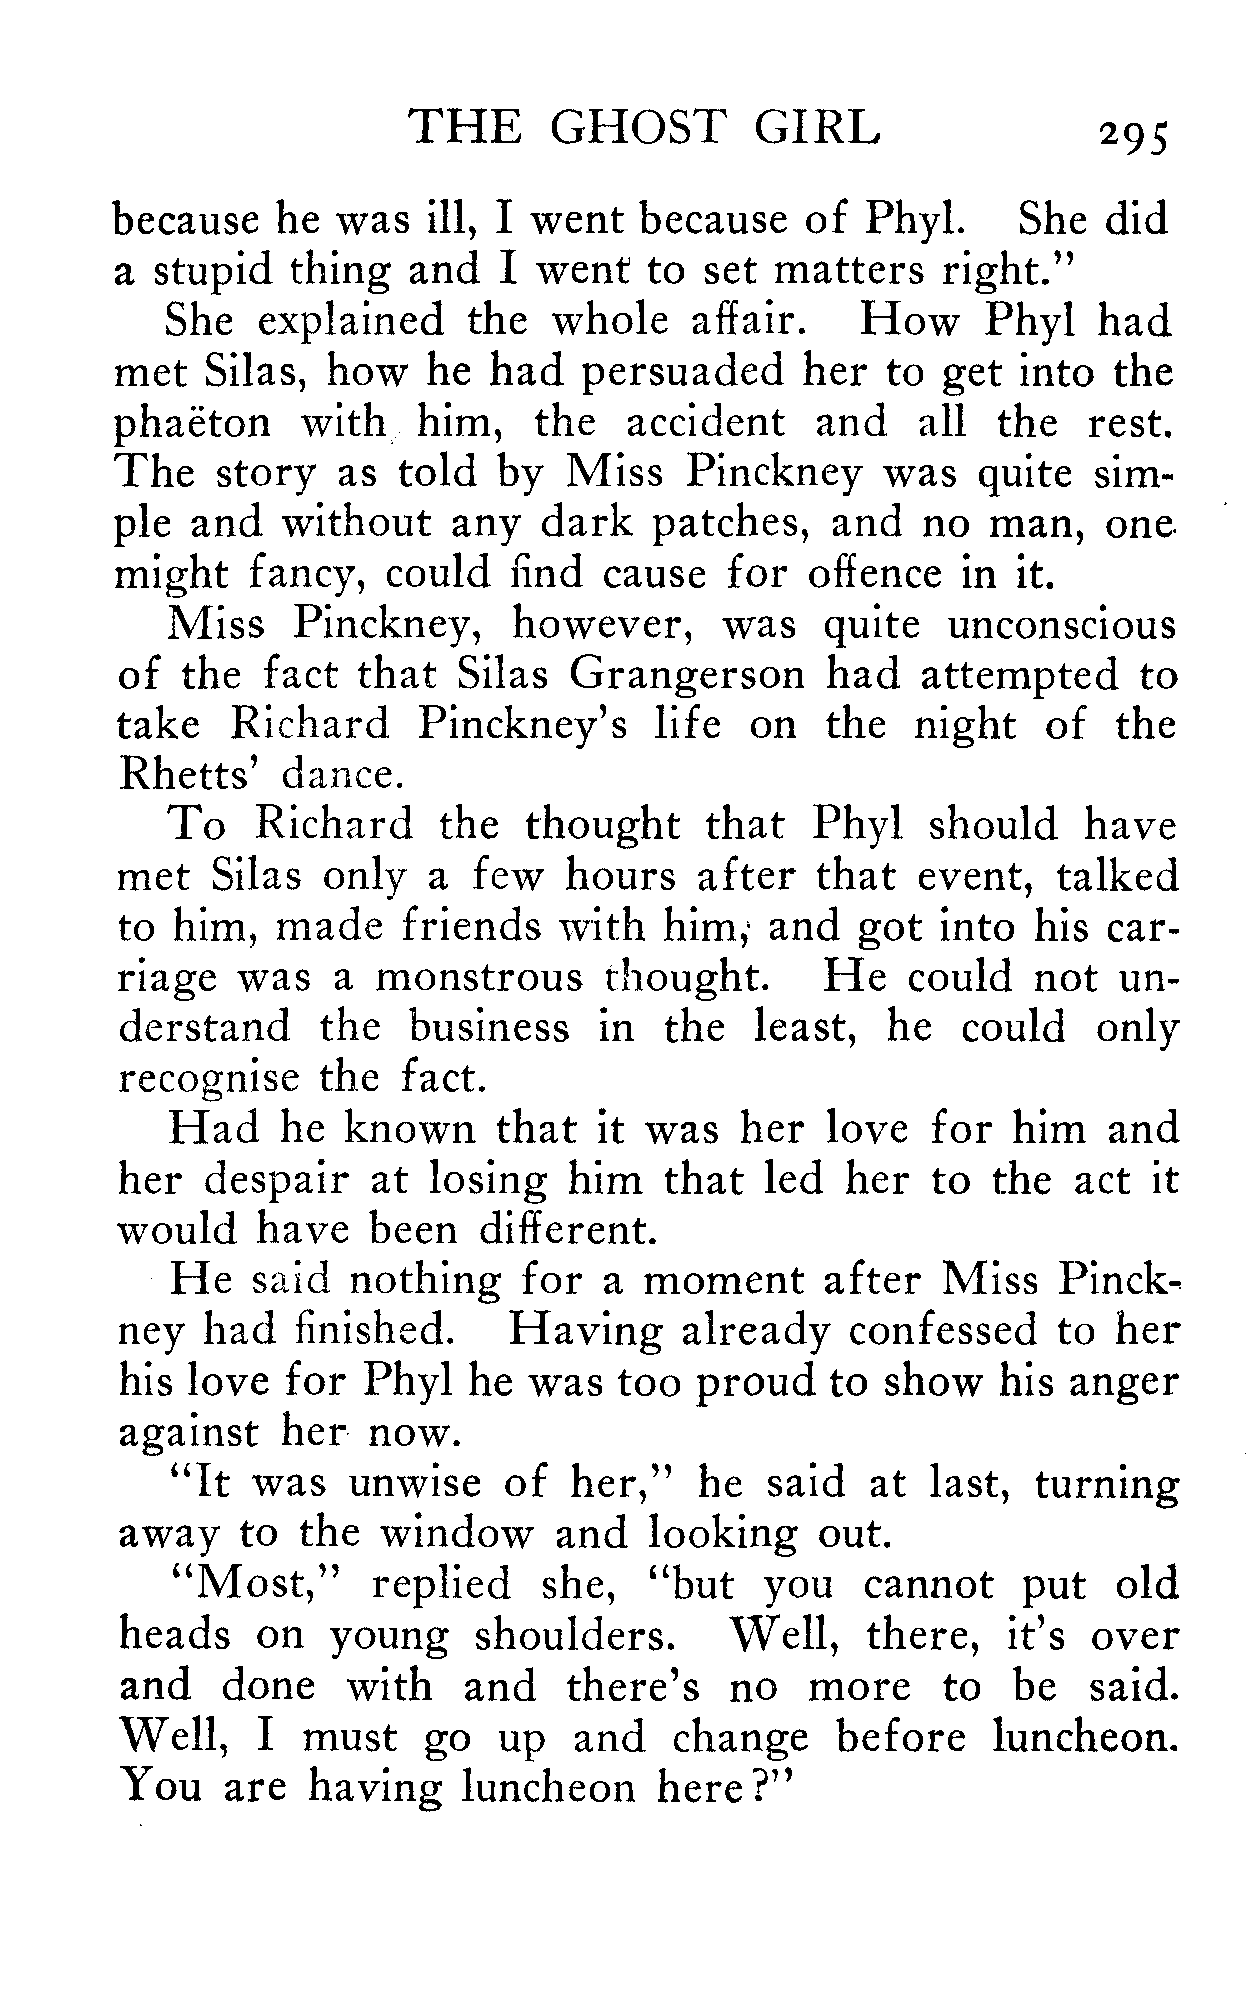 THE GHOST GIRL 295
because he was ill, I went because of Phyl. She did
a stupid thing and I went to set matters right."
She explained the whole affair. How Phyl had
met Silas, how he had persuaded her to get into the
phaëton with him, the accident and all the rest.
The story as told by Miss Pinckney was quite sim-
ple and without any dark patches, and no man, one
might fancy, could find cause for offence in it.
Miss Pinckney, however, was quite unconscious
of the fact that Silas Grangerson had attempted to
take Richard Pinckney's life on the night of the
Rhetts' dance.
To Richard the thought that Phyl should have
met Silas only a few hours after that event, talked
to him, made friends with him, and got into his car-
riage was a monstrous thought. He could not un-
derstand the business in the least, he could only
recognise the fact.
Had he known that it was her love for him and
her despair at losing him that led her to the act it
would have been different.
He said nothing for a moment after Miss Pinck-
ney had finished. Having already confessed to her
his love for Phyl he was too proud to show his anger
against her now.
"It was unwise of her," he said at last, turning
away to the window and looking out.
"Most," replied she, "but you cannot put old
heads on young shoulders. Well, there, it's over
and done with and there's no more to be said.
Well, I must go up and change before luncheon.
You are having luncheon here?"